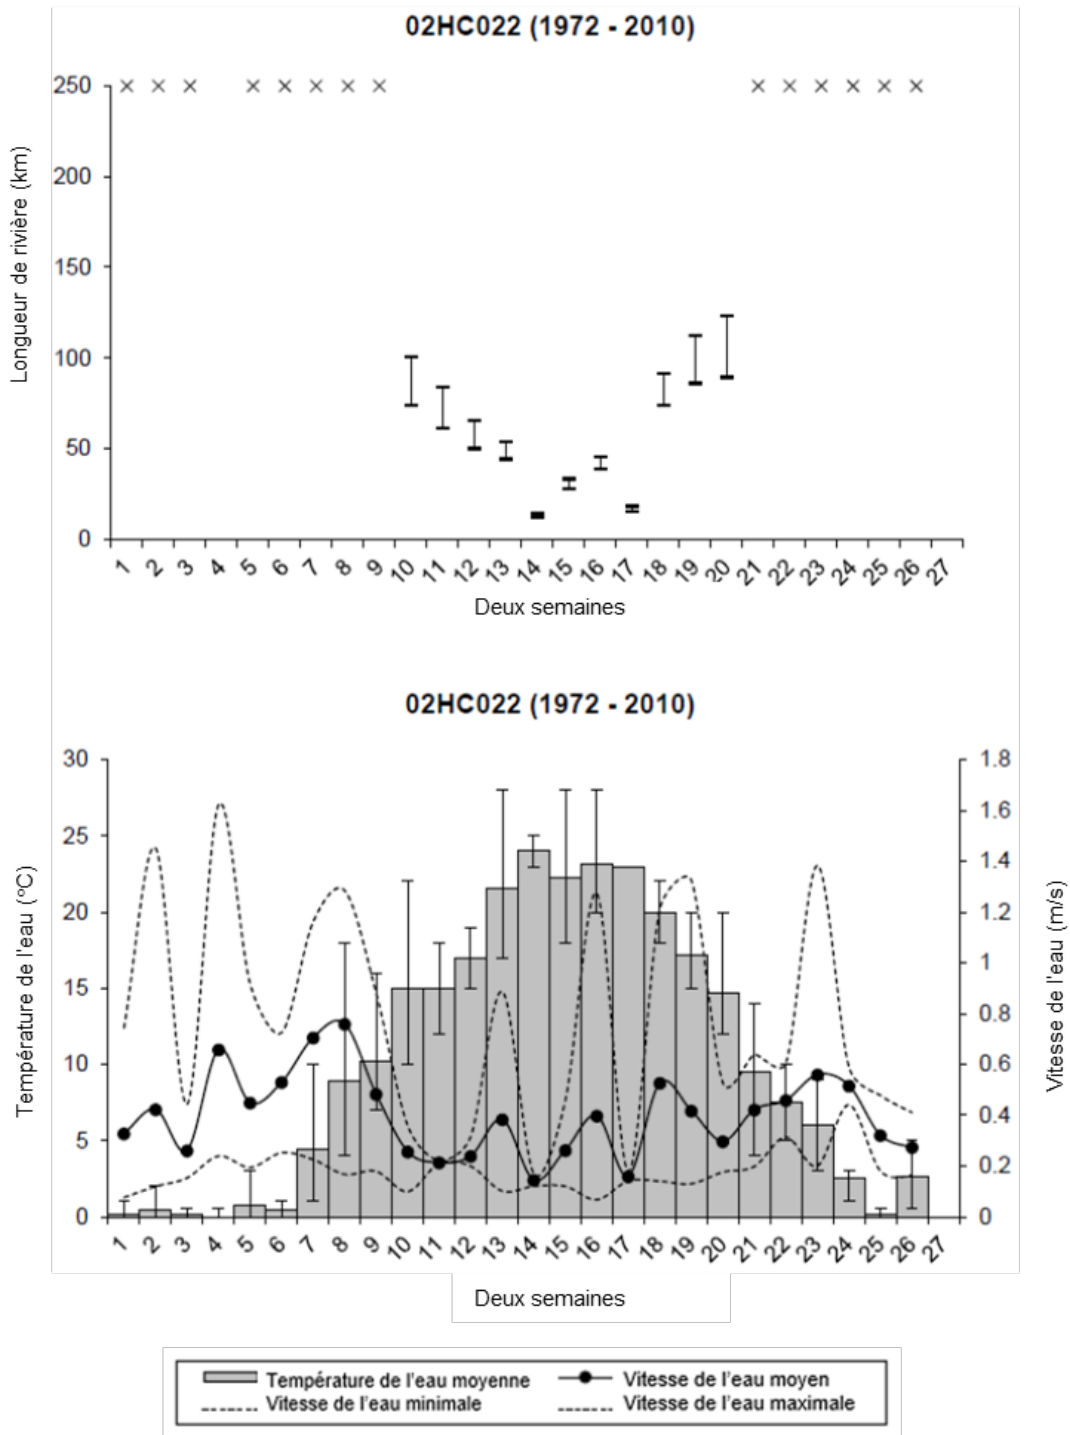 02HC022 (1972 - 2010)
250
200
150
100
50
0
Longueur de rivière (km)
1 2 3 4 5 6 7 8 9 10 11 12 13 14 15 16 17 18 19 20 21 22 23 24 25 26 27
Deux semaines
02HC022 (1972 - 2010)
30
25
20
15
10
5
0
Température de l'eau (°C)
1.8
1.6
1.4
1.2
1
0.8
0.6
0.4
0.2
0
Vitesse de l'eau (m/s)
1 2 3 4 5 6 7 8 9 10 11 12 13 14 15 16 17 18 19 20 21 22 23 24 25 26 27
Deux semaines
Température de l'eau moyenne
Vitesse de l'eau moyen
Vitesse de l'eau minimale
Vitesse de l'eau maximale